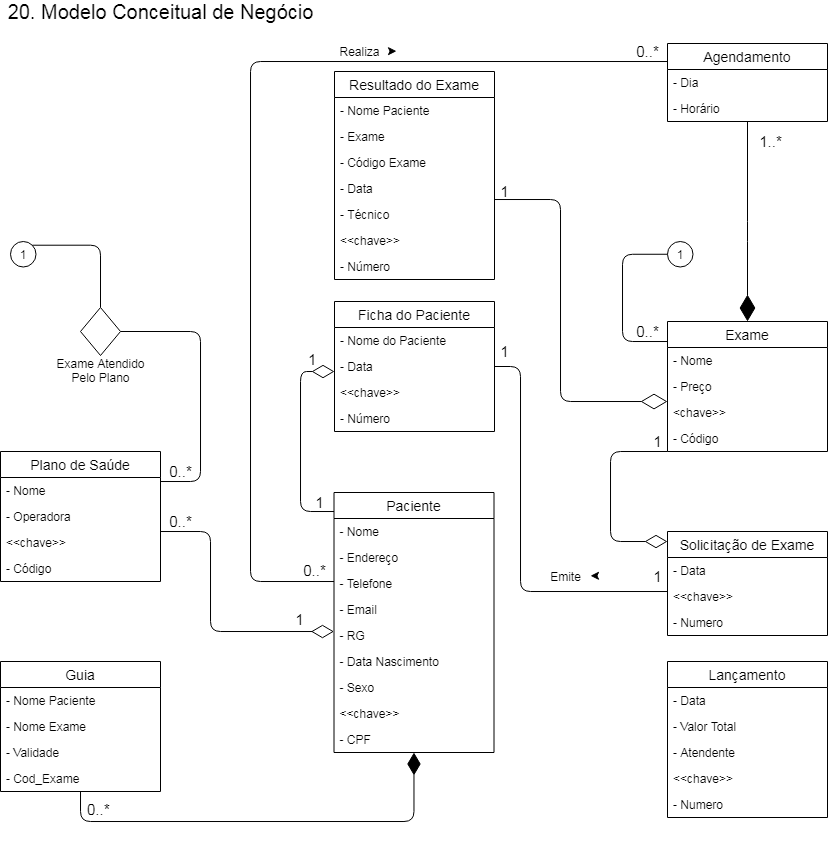 20. Modelo Conceitual de Negócio
Realiza
0..*
Agendamento
- Dia
- Horário
1..*
Resultado do Exame
- Nome Paciente
- Exame
- Código Exame
- Data
- Técnico
<<chave>>
- Número
1
1
Exame Atendido
Pelo Plano
1
0..*
Exame
- Nome
- Preço
<chave>>
- Código
1
Ficha do Paciente
- Nome do Paciente
- Data
<<chave>>
- Número
1
1
1
Plano de Saúde
- Nome
- Operadora
<<chave>>
- Código
0..*
0..*
1
0..*
Paciente
- Nome
- Endereço
- Telefone
- Email
- RG
- Data Nascimento
- Sexo
<<chave>>
- CPF
Emite
1
Solicitação de Exame
- Data
<<chave>>
- Numero
Guia
- Nome Paciente
- Nome Exame
- Validade
- Cod_Exame
0..*
Lançamento
- Data
- Valor Total
- Atendente
<<chave>>
- Numero